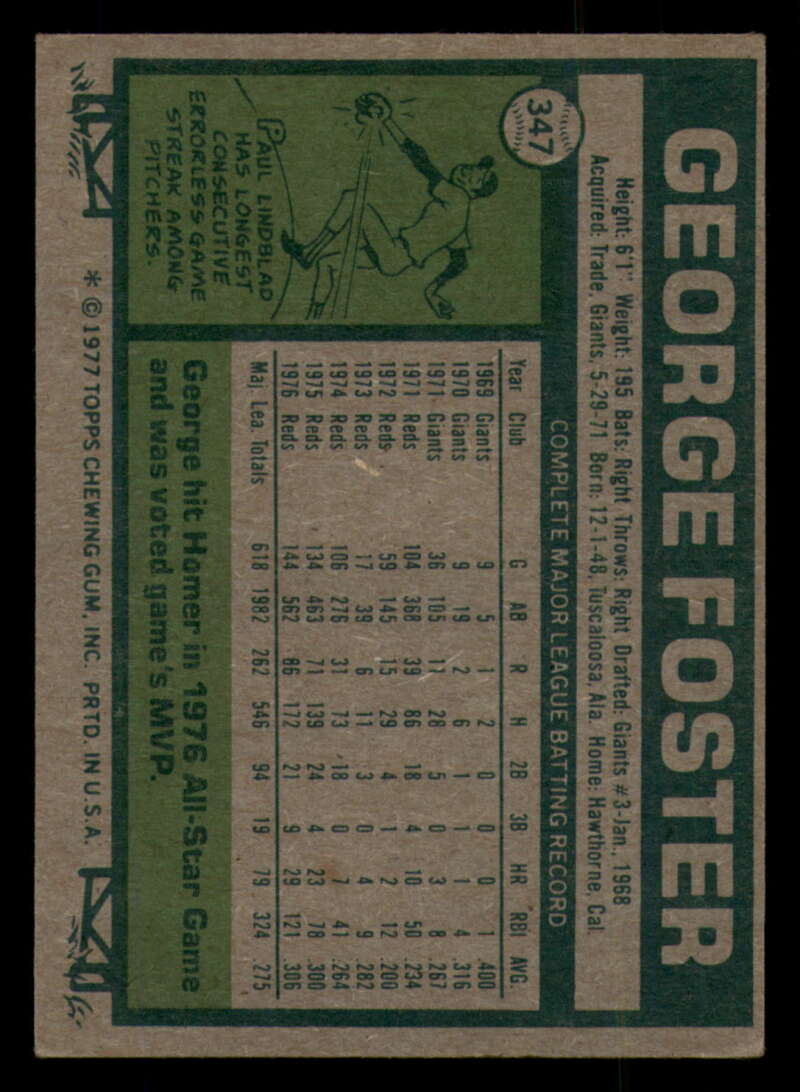 347
GEORGE FOSTER
Height: 6'1" Weight: 195 Bats: Right Throws: Right Drafted: Giants #3-Jan., 1968
Acquired: Trade, Giants, 5-29-71 Born: 12-1-48, Tuscaloosa, Ala. Home: Hawthorne, Cal.
COMPLETE MAJOR LEAGUE BATTING RECORD
Year Club G AB R H 2B 3B HR RBI AVG.
1969 Giants 9 5 1 2 0 0 0 1 .400
1970 Giants 9 19 2 6 1 1 1 4 .316
1971 Giants 36 105 11 28 5 0 3 8 .267
1971 Reds 104 368 39 86 18 4 10 50 .234
1972 Reds 59 145 15 29 4 1 2 12 .200
1973 Reds 17 39 6 11 3 0 4 9 .282
1974 Reds 106 276 31 73 18 0 7 41 .264
1975 Reds 134 463 71 139 24 4 23 78 .300
1976 Reds 144 562 86 172 21 9 29 121 .306
Maj. Lea. Totals 618 1982 262 546 94 19 79 324 .275
PAUL LINDBLAD
HAS LONGEST
CONSECUTIVE
ERRORLESS GAME
STREAK AMONG
PITCHERS.
George hit Homer in 1976 All-Star Game
and was voted game's MVP.
* © 1977 TOPPS CHEWING GUM, INC. PRTD. IN U.S.A.